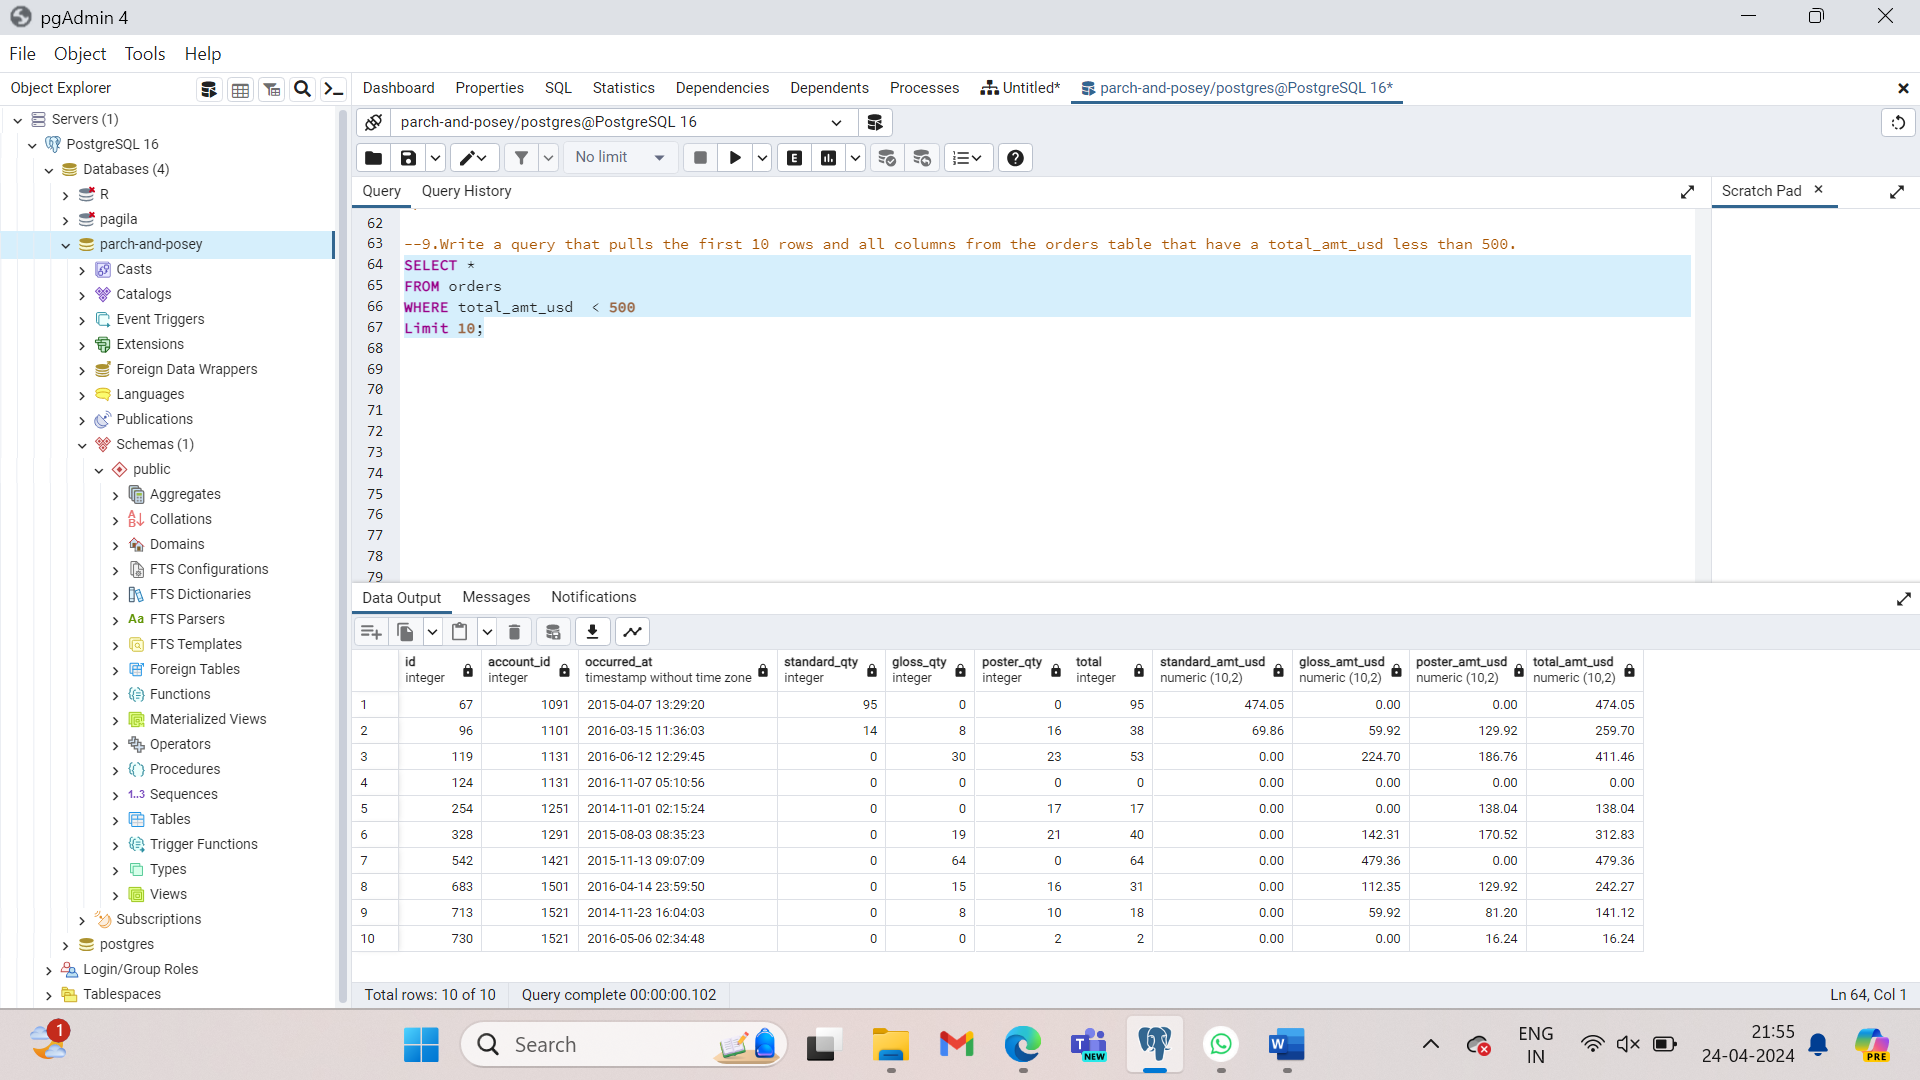 pgAdmin 4
File Object Tools Help
Object Explorer
Dashboard Properties SQL Statistics Dependencies Dependents Processes Untitled* parch-and-posey/postgres@PostgreSQL 16*
Servers (1)
PostgreSQL 16
Databases (4)
R
pagila
parch-and-posey
Casts
Catalogs
Event Triggers
Extensions
Foreign Data Wrappers
Languages
Publications
Schemas (1)
public
Aggregates
Collations
Domains
FTS Configurations
FTS Dictionaries
Aa FTS Parsers
FTS Templates
Foreign Tables
Functions
Materialized Views
Operators
Procedures
1..3 Sequences
Tables
Trigger Functions
Types
Views
Subscriptions
postgres
Login/Group Roles
Tablespaces
parch-and-posey/postgres@PostgreSQL 16
No limit
E
Query Query History
Scratch Pad
62
63 --9.Write a query that pulls the first 10 rows and all columns from the orders table that have a total_amt_usd less than 500.
64 SELECT *
65 FROM orders
66 WHERE total_amt_usd  < 500
67 Limit 10;
68
69
70
71
72
73
74
75
76
77
78
79
Data Output Messages Notifications
id account_id occurred_at standard_qty gloss_qty poster_qty total standard_amt_usd gloss_amt_usd poster_amt_usd total_amt_usd
integer integer timestamp without time zone integer integer integer integer numeric (10,2) numeric (10,2) numeric (10,2) numeric (10,2)
1 67 1091 2015-04-07 13:29:20 95 0 0 95 474.05 0.00 0.00 474.05
2 96 1101 2016-03-15 11:36:03 14 8 16 38 69.86 59.92 129.92 259.70
3 119 1131 2016-06-12 12:29:45 0 30 23 53 0.00 224.70 186.76 411.46
4 124 1131 2016-11-07 05:10:56 0 0 0 0 0.00 0.00 0.00 0.00
5 254 1251 2014-11-01 02:15:24 0 0 17 17 0.00 0.00 138.04 138.04
6 328 1291 2015-08-03 08:35:23 0 19 21 40 0.00 142.31 170.52 312.83
7 542 1421 2015-11-13 09:07:09 0 64 0 64 0.00 479.36 0.00 479.36
8 683 1501 2016-04-14 23:59:50 0 15 16 31 0.00 112.35 129.92 242.27
9 713 1521 2014-11-23 16:04:03 0 8 10 18 0.00 59.92 81.20 141.12
10 730 1521 2016-05-06 02:34:48 0 0 2 2 0.00 0.00 16.24 16.24
Total rows: 10 of 10 Query complete 00:00:00.102 Ln 64, Col 1
1
Search
NEW
ENG
IN
21:55
24-04-2024
PRE